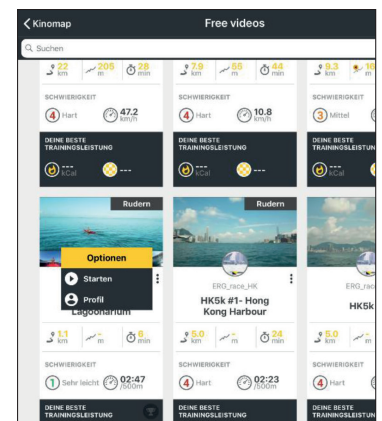 Kinomap
Free videos
Suchen
22 km
205 m
28 min
SCHWIERIGKEIT
4 Hart
47.2 km/h
DEINE BESTE
TRAININGSLEISTUNG
--- kCal
---
7.9 km
55 m
44 min
SCHWIERIGKEIT
4 Hart
10.8 km/h
DEINE BESTE
TRAININGSLEISTUNG
--- kCal
---
9.3 km
SCHWIERIGKEIT
3 Mittel
DEINE BESTE
TRAININGSLEISTUN
--- kCal
Rudern
Optionen
Starten
Profil
Lagoonarium
1.1 km
- m
6 min
SCHWIERIGKEIT
1 Sehr leicht
02:47 /500m
DEINE BESTE
TRAININGSLEISTUNG
Rudern
ERG_race_HK
HK5k #1- Hong
Kong Harbour
5.0 km
- m
24 min
SCHWIERIGKEIT
4 Hart
02:23 /500m
DEINE BESTE
TRAININGSLEISTUNG
ERG_rac
HK5k
5.0 km
- m
SCHWIERIGKEIT
4 Hart
DEINE BESTE
TRAININGSLEISTUN